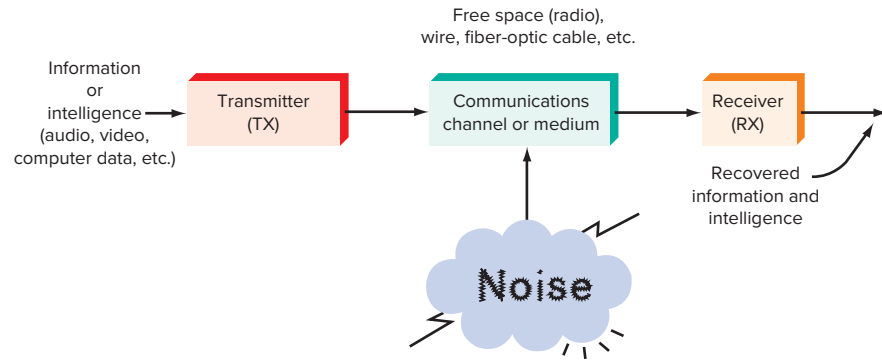 Free space (radio),
wire, fiber-optic cable, etc.
Information
or
intelligence
(audio, video,
computer data, etc.)
Transmitter
(TX)
Communications
channel or medium
Receiver
(RX)
Recovered
information and
intelligence
Noise